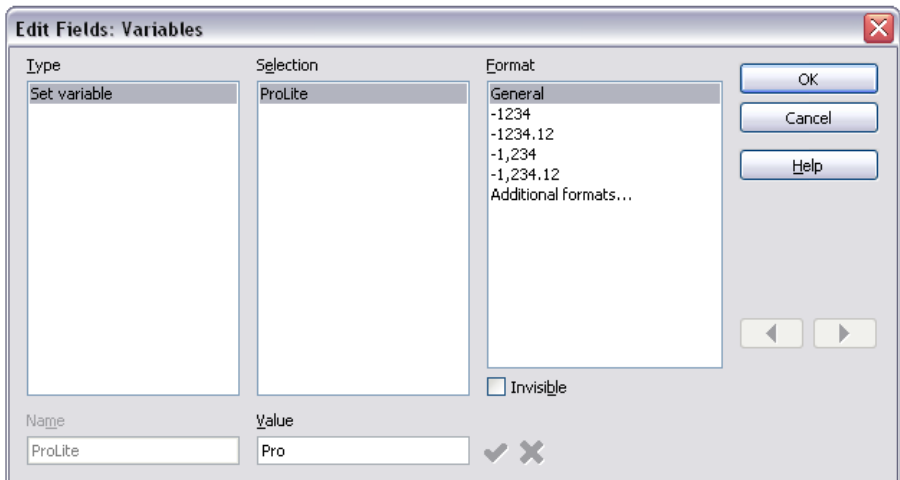 Edit Fields: Variables
Type
Selection
Format
Set variable
ProLite
General
-1234
-1234.12
-1,234
-1,234.12
Additional formats...
OK
Cancel
Help
Invisible
Name
Value
ProLite
Pro